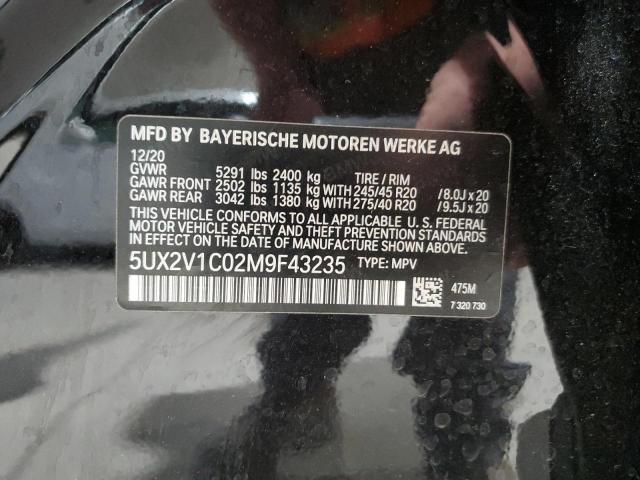 MFD BY BAYERISCHE MOTOREN WERKE AG
12/20
GVWR 5291 lbs 2400 kg TIRE / RIM
GAWR FRONT 2502 lbs 1135 kg WITH 245/45 R20 /8.0J x 20
GAWR REAR 3042 lbs 1380 kg WITH 275/40 R20 /9.5J x 20
THIS VEHICLE CONFORMS TO ALL APPLICABLE U. S. FEDERAL
MOTOR VEHICLE SAFETY AND THEFT PREVENTION
STANDARDS IN EFFECT ON THE DATE OF MANUFACTURE
5UX2V1C02M9F43235 TYPE: MPV
475M
7 320 730